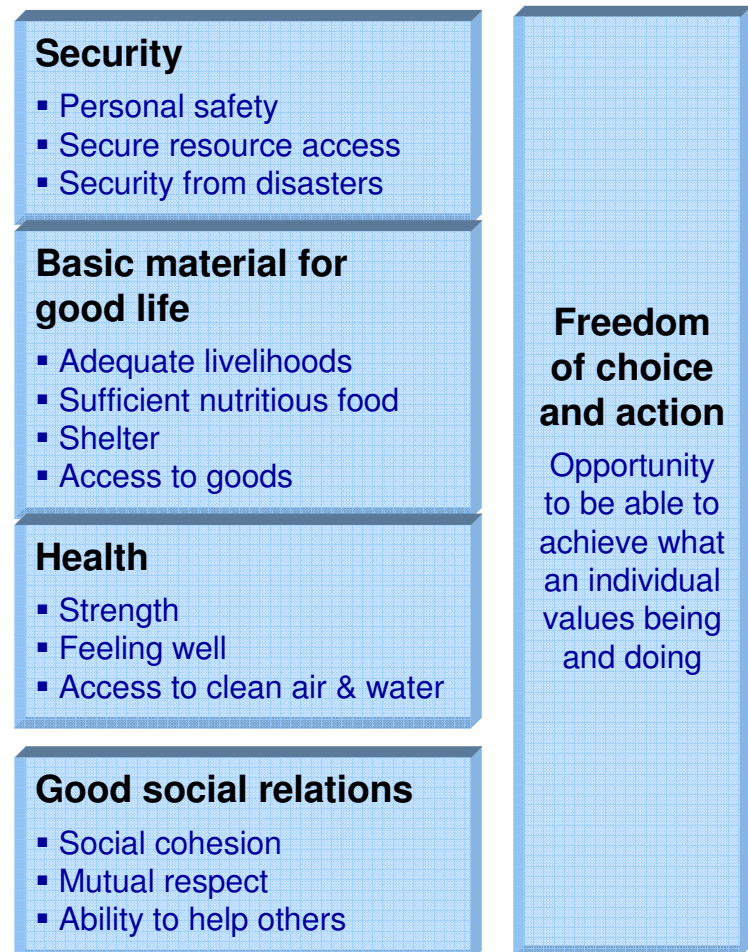 Security
▪ Personal safety
▪ Secure resource access
▪ Security from disasters
Basic material for
good life
▪ Adequate livelihoods
▪ Sufficient nutritious food
▪ Shelter
▪ Access to goods
Health
▪ Strength
▪ Feeling well
▪ Access to clean air & water
Good social relations
▪ Social cohesion
▪ Mutual respect
▪ Ability to help others
Freedom
of choice
and action
Opportunity
to be able to
achieve what
an individual
values being
and doing